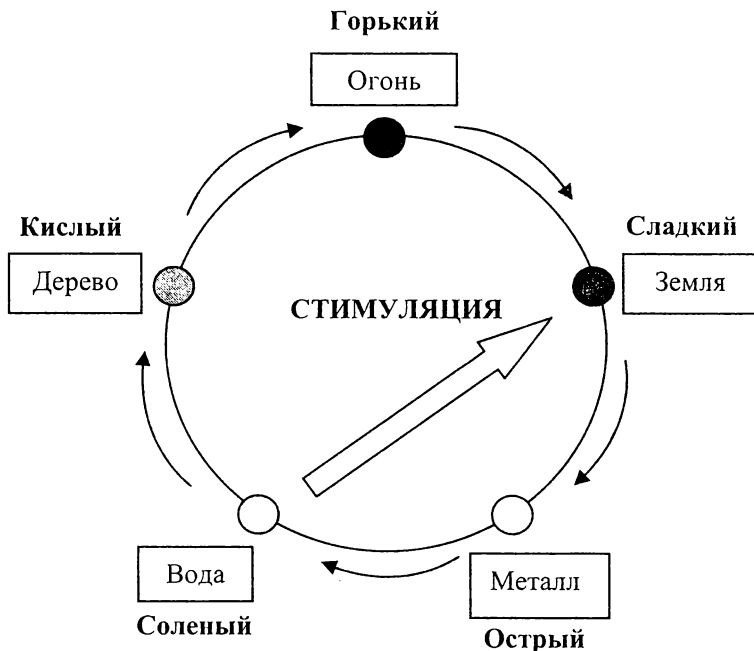 Горький
Огонь
Кислый
Дерево
Сладкий
Земля
СТИМУЛЯЦИЯ
Вода
Соленый
Металл
Острый